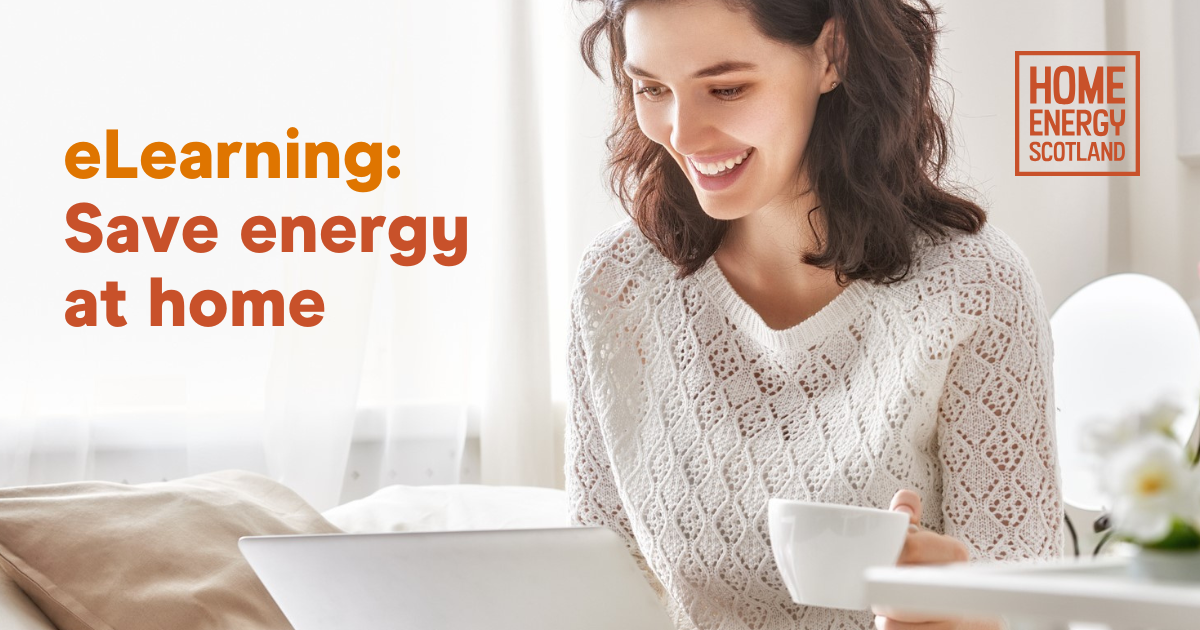 eLearning:
Save energy
at home
HOME
ENERGY
SCOTLAND